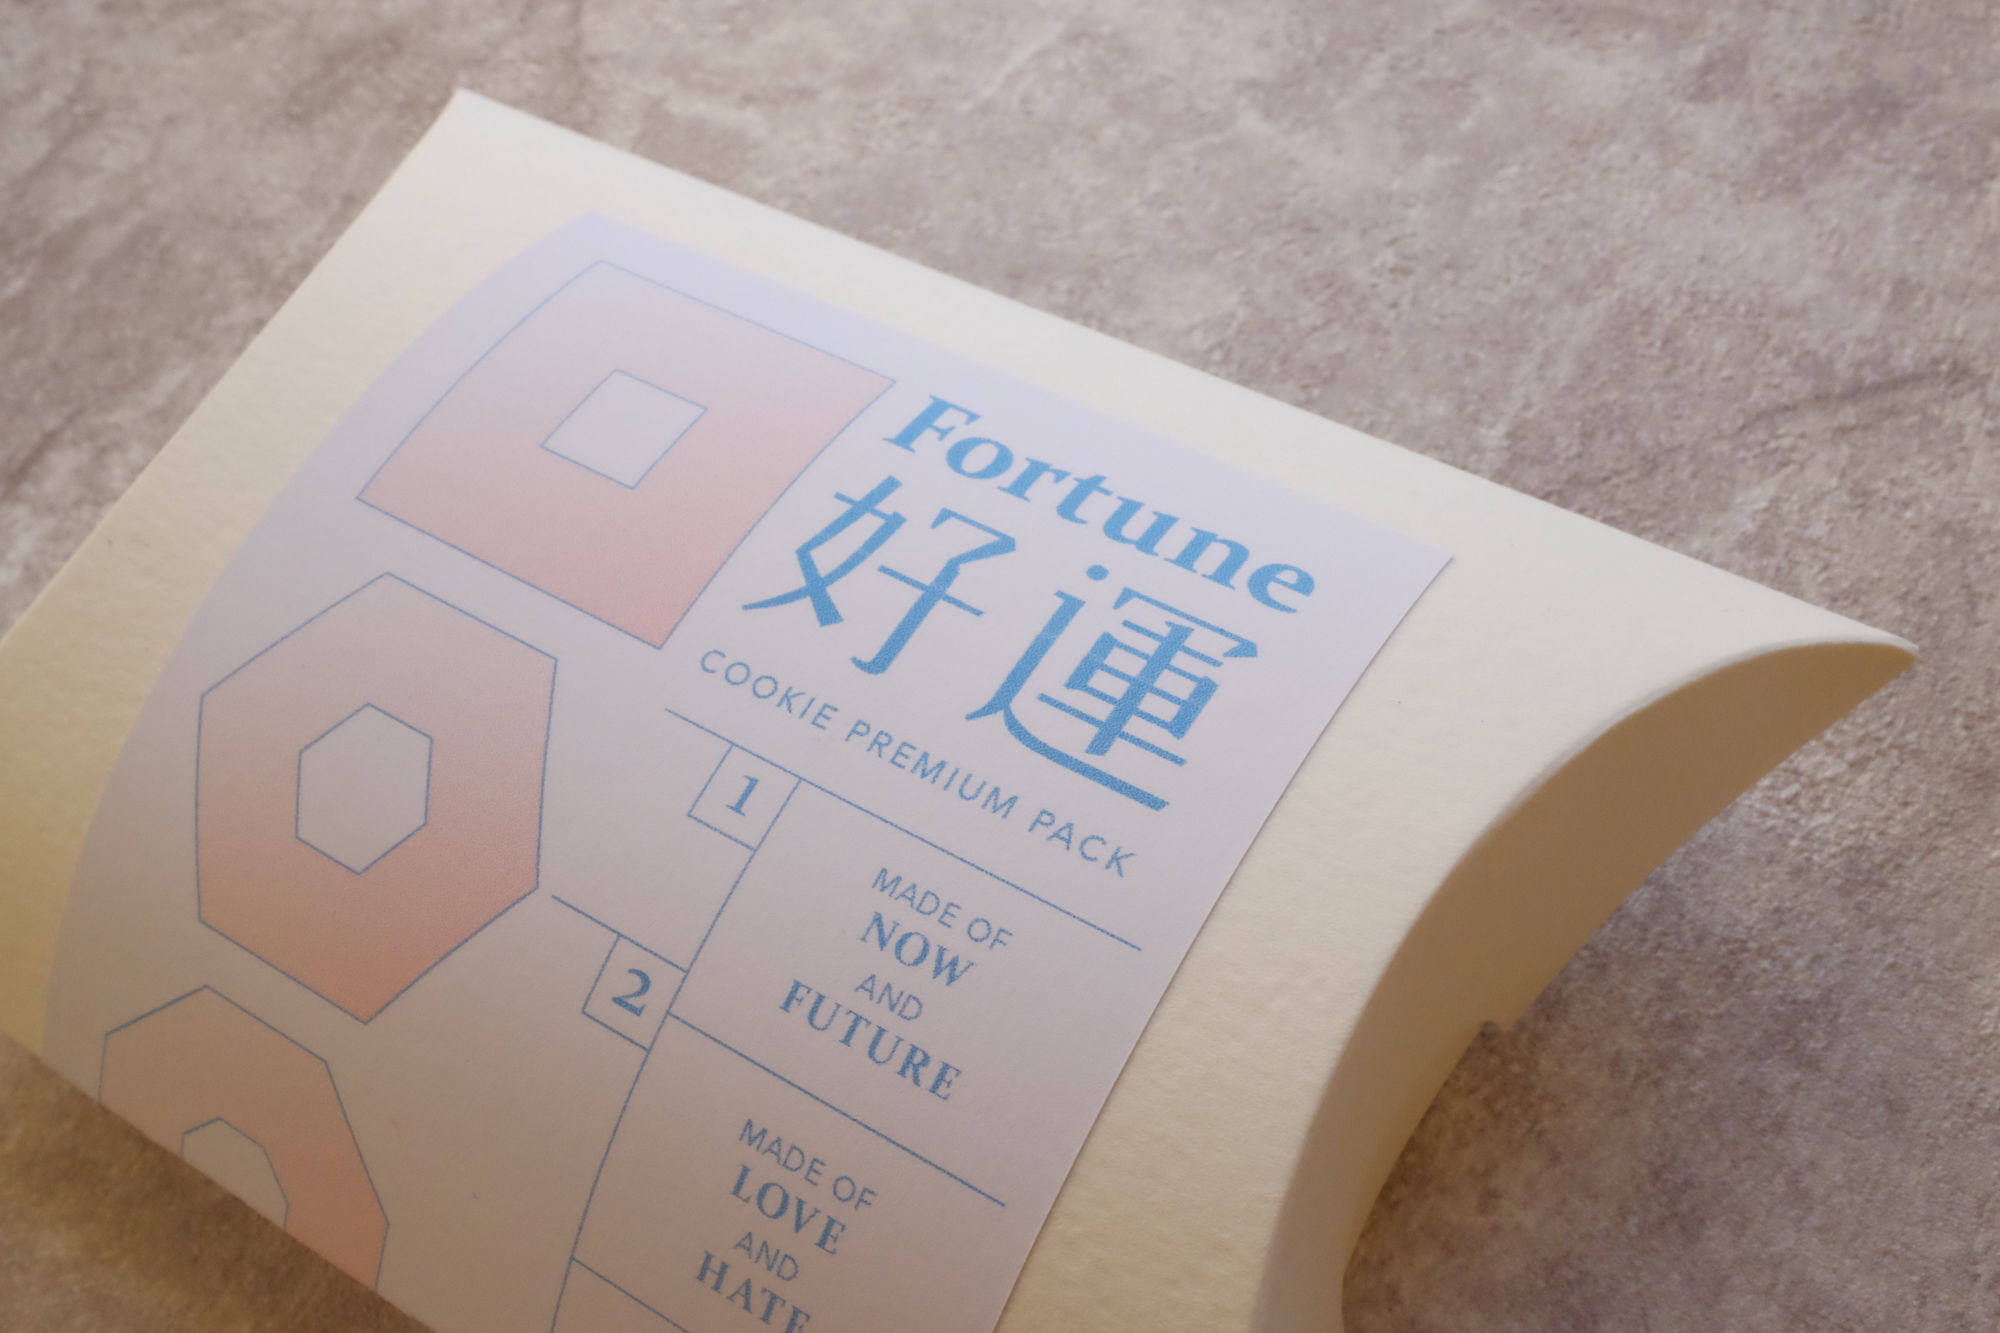 Fortune
好運
COOKIE PREMIUM PACK
1
MADE OF
NOW
AND
FUTURE
2
MADE OF
LOVE
AND
HATE